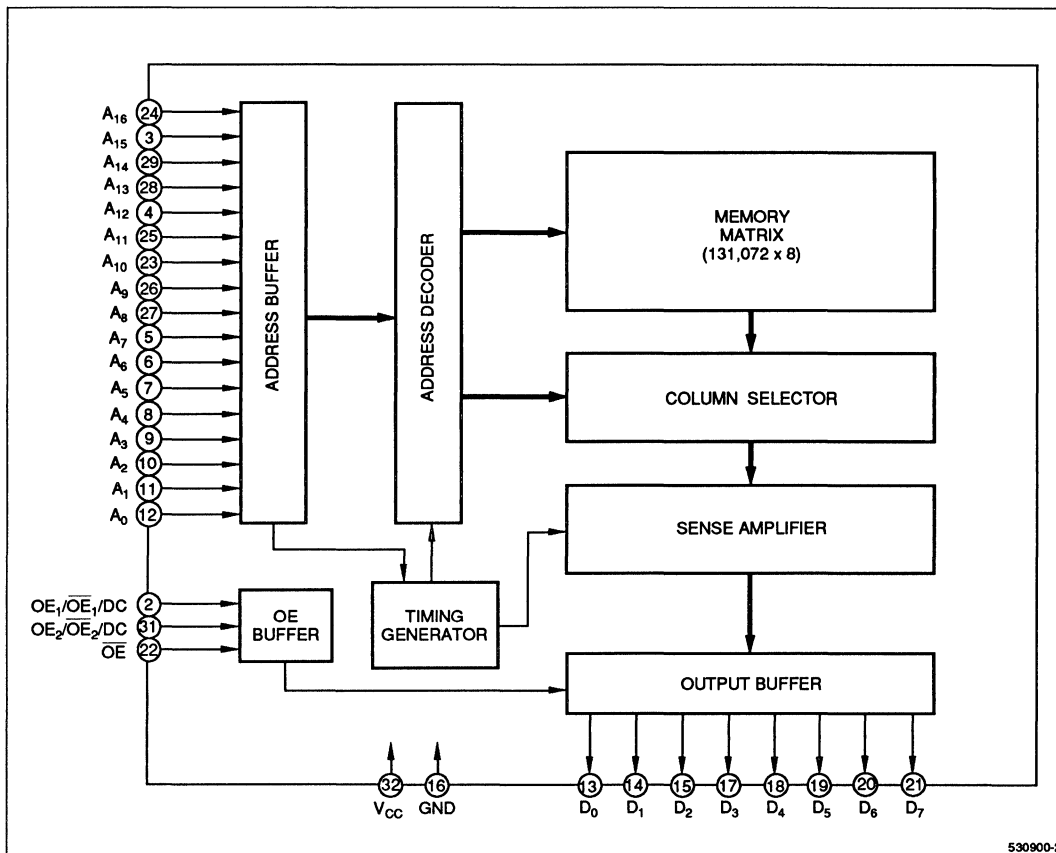 A16 24
A15 3
A14 29
A13 28
A12 4
A11 25
A10 23
A9 26
A8 27
A7 5
A6 6
A5 7
A4 8
A3 9
A2 10
A1 11
A0 12
ADDRESS BUFFER
ADDRESS DECODER
MEMORY
MATRIX
(131,072 x 8)
COLUMN SELECTOR
SENSE AMPLIFIER
OE1/O̅E̅1/DC 2
OE2/O̅E̅2/DC 31
O̅E̅ 22
OE
BUFFER
TIMING
GENERATOR
OUTPUT BUFFER
32 16 13 14 15 17 18 19 20 21
VCC GND D0 D1 D2 D3 D4 D5 D6 D7